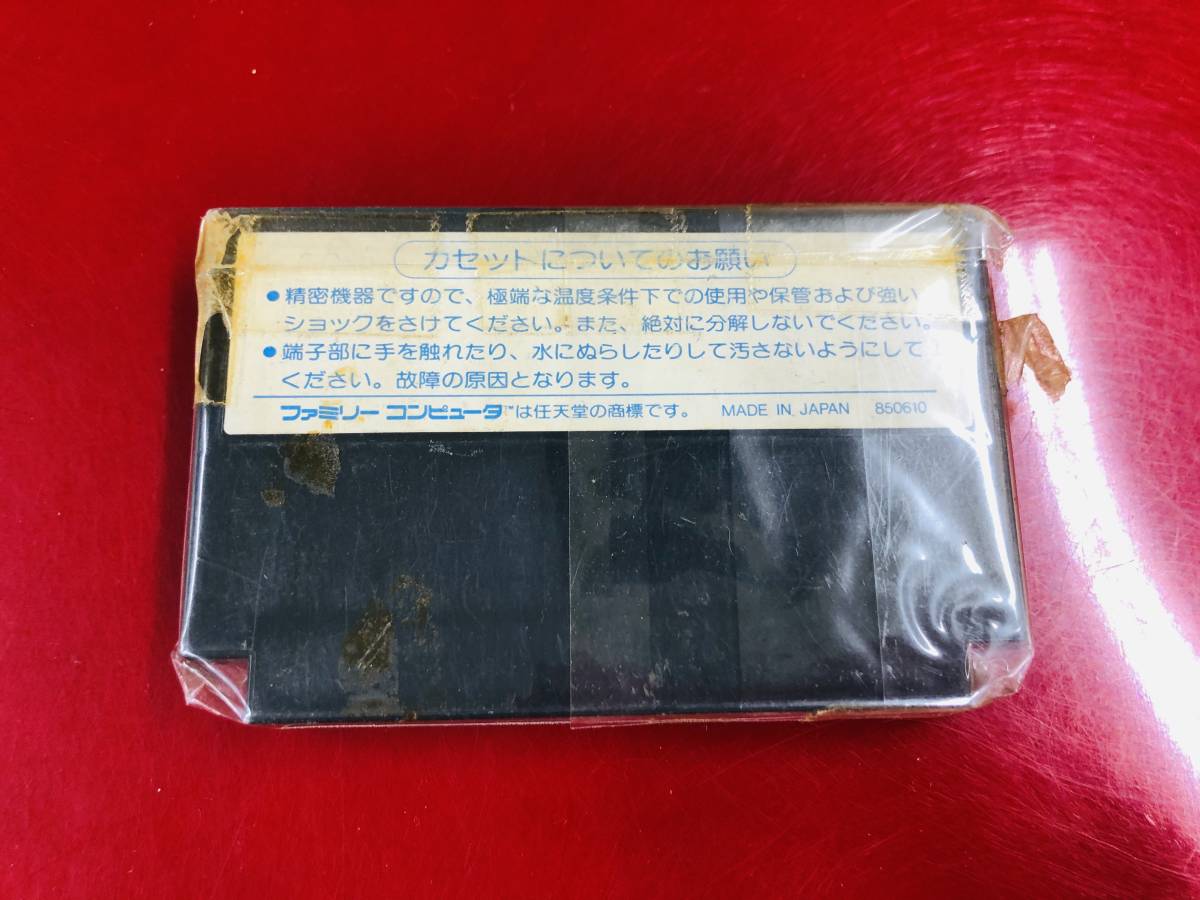 カセットについてのお願い
●精密機器ですので、極端な温度条件下での使用や保管および強い
ショックをさけてください。また、絶対に分解しないでください。
●端子部に手を触れたり、水にぬらしたりして汚さないようにして
ください。故障の原因となります。
ファミリー コンピュータ™は任天堂の商標です。 MADE IN JAPAN 850610